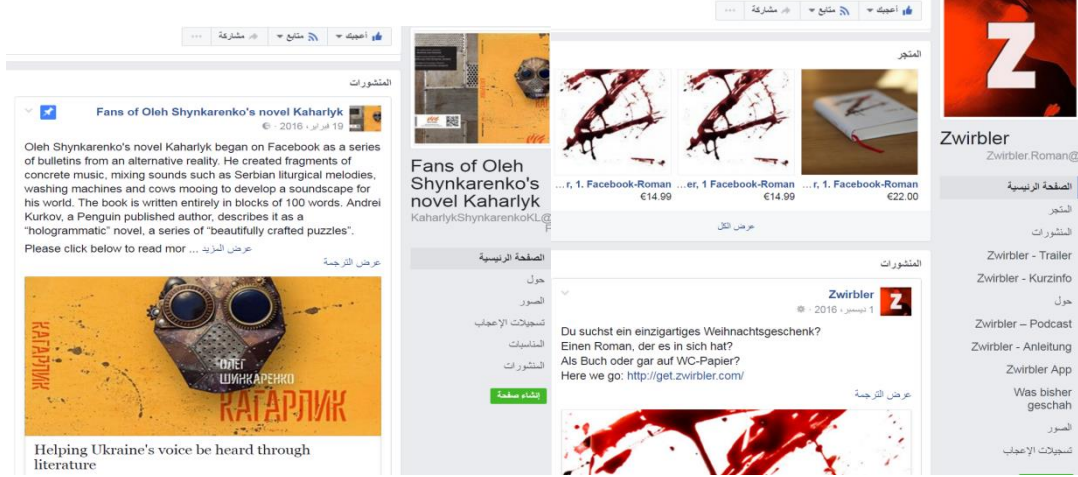 أعجبك
متابع
مشاركة
المنشورات
Fans of Oleh Shynkarenko's novel Kaharlyk
19 فبراير، 2016
Oleh Shynkarenko's novel Kaharlyk began on Facebook as a series
of bulletins from an alternative reality. He created fragments of
concrete music, mixing sounds such as Serbian liturgical melodies,
washing machines and cows mooing to develop a soundscape for
his world. The book is written entirely in blocks of 100 words. Andrei
Kurkov, a Penguin published author, describes it as a
“hologrammatic” novel, a series of “beautifully crafted puzzles”.
Please click below to read mor ... عرض المزيد
عرض الترجمة
КАГАРЛИК
ОЛЕГ
ШИНКАРЕНКО
КАГАРЛИК
Helping Ukraine's voice be heard through
literature
Fans of Oleh
Shynkarenko's
novel Kaharlyk
KaharlykShynkarenkoKL@
الصفحة الرئيسية
حول
الصور
تسجيلات الإعجاب
المناسبات
المنشورات
إنشاء صفحة
أعجبك
متابع
مشاركة
المتجر
...r, 1. Facebook-Roman
€14.99
...er, 1. Facebook-Roman
€14.99
...r, 1. Facebook-Roman
€22.00
عرض الكل
المنشورات
Zwirbler
1 ديسمبر، 2016
Du suchst ein einzigartiges Weihnachtsgeschenk?
Einen Roman, der es in sich hat?
Als Buch oder gar auf WC-Papier?
Here we go: http://get.zwirbler.com/
عرض الترجمة
Z
Zwirbler
Zwirbler.Roman@
الصفحة الرئيسية
المتجر
المنشورات
Zwirbler - Trailer
Zwirbler - Kurzinfo
حول
Zwirbler – Podcast
Zwirbler - Anleitung
Zwirbler App
Was bisher
geschah
الصور
تسجيلات الإعجاب